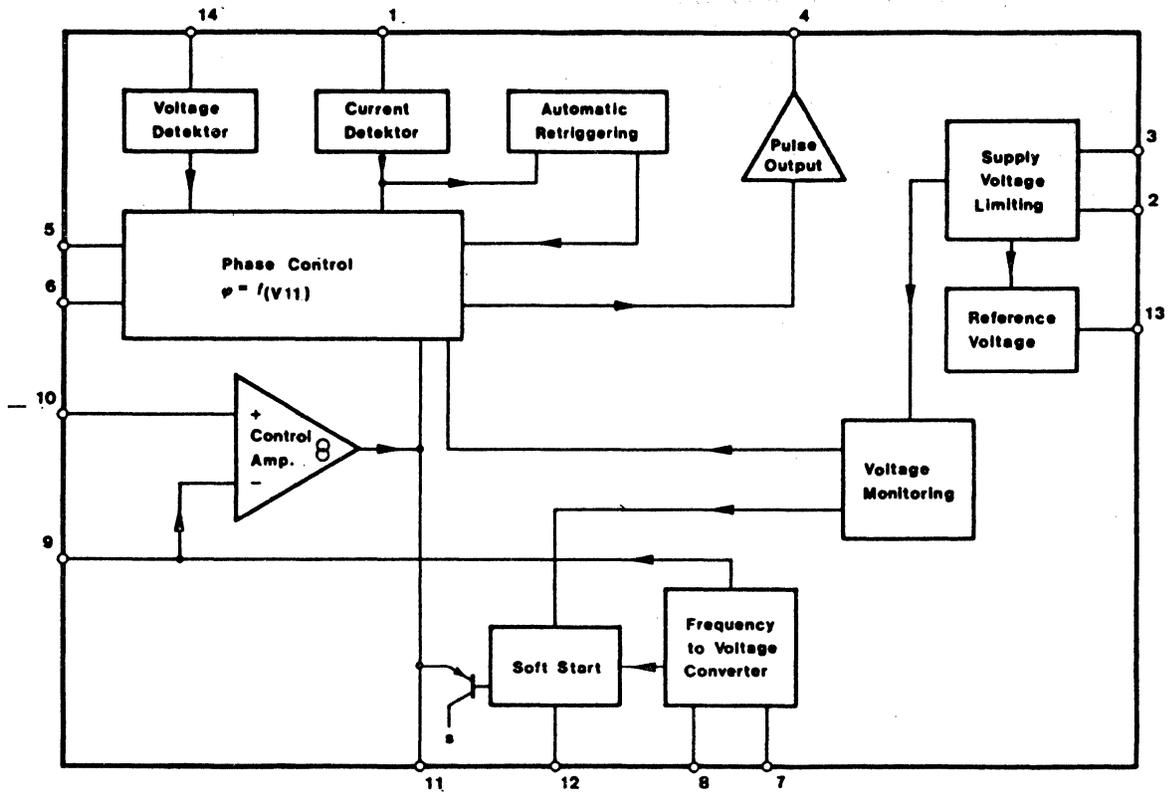 14
1
4
Voltage
Detektor
Current
Detektor
Automatic
Retriggering
Pulse
Output
Supply
Voltage
Limiting
3
2
5
6
Phase Control
φ = f(V11)
Reference
Voltage
13
10
+
Control
Amp.
−
Voltage
Monitoring
9
Frequency
to Voltage
Converter
Soft Start
s
11
12
8
7